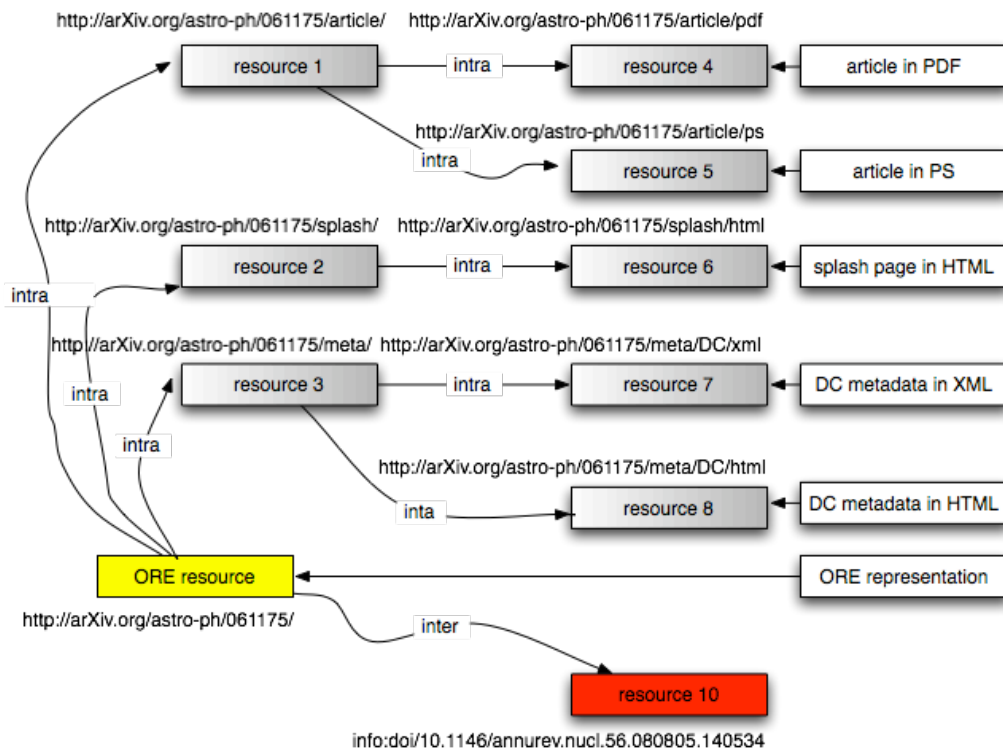 http://arXiv.org/astro-ph/061175/article/ http://arXiv.org/astro-ph/061175/article/pdf
resource 1 intra resource 4 article in PDF
http://arXiv.org/astro-ph/061175/article/ps
intra resource 5 article in PS
http://arXiv.org/astro-ph/061175/splash/ http://arXiv.org/astro-ph/061175/splash/html
resource 2 intra resource 6 splash page in HTML
intra
http://arXiv.org/astro-ph/061175/meta/ http://arXiv.org/astro-ph/061175/meta/DC/xml
resource 3 intra resource 7 DC metadata in XML
intra
intra
http://arXiv.org/astro-ph/061175/meta/DC/html
inta resource 8 DC metadata in HTML
ORE resource ORE representation
http://arXiv.org/astro-ph/061175/
inter
resource 10
info:doi/10.1146/annurev.nucl.56.080805.140534